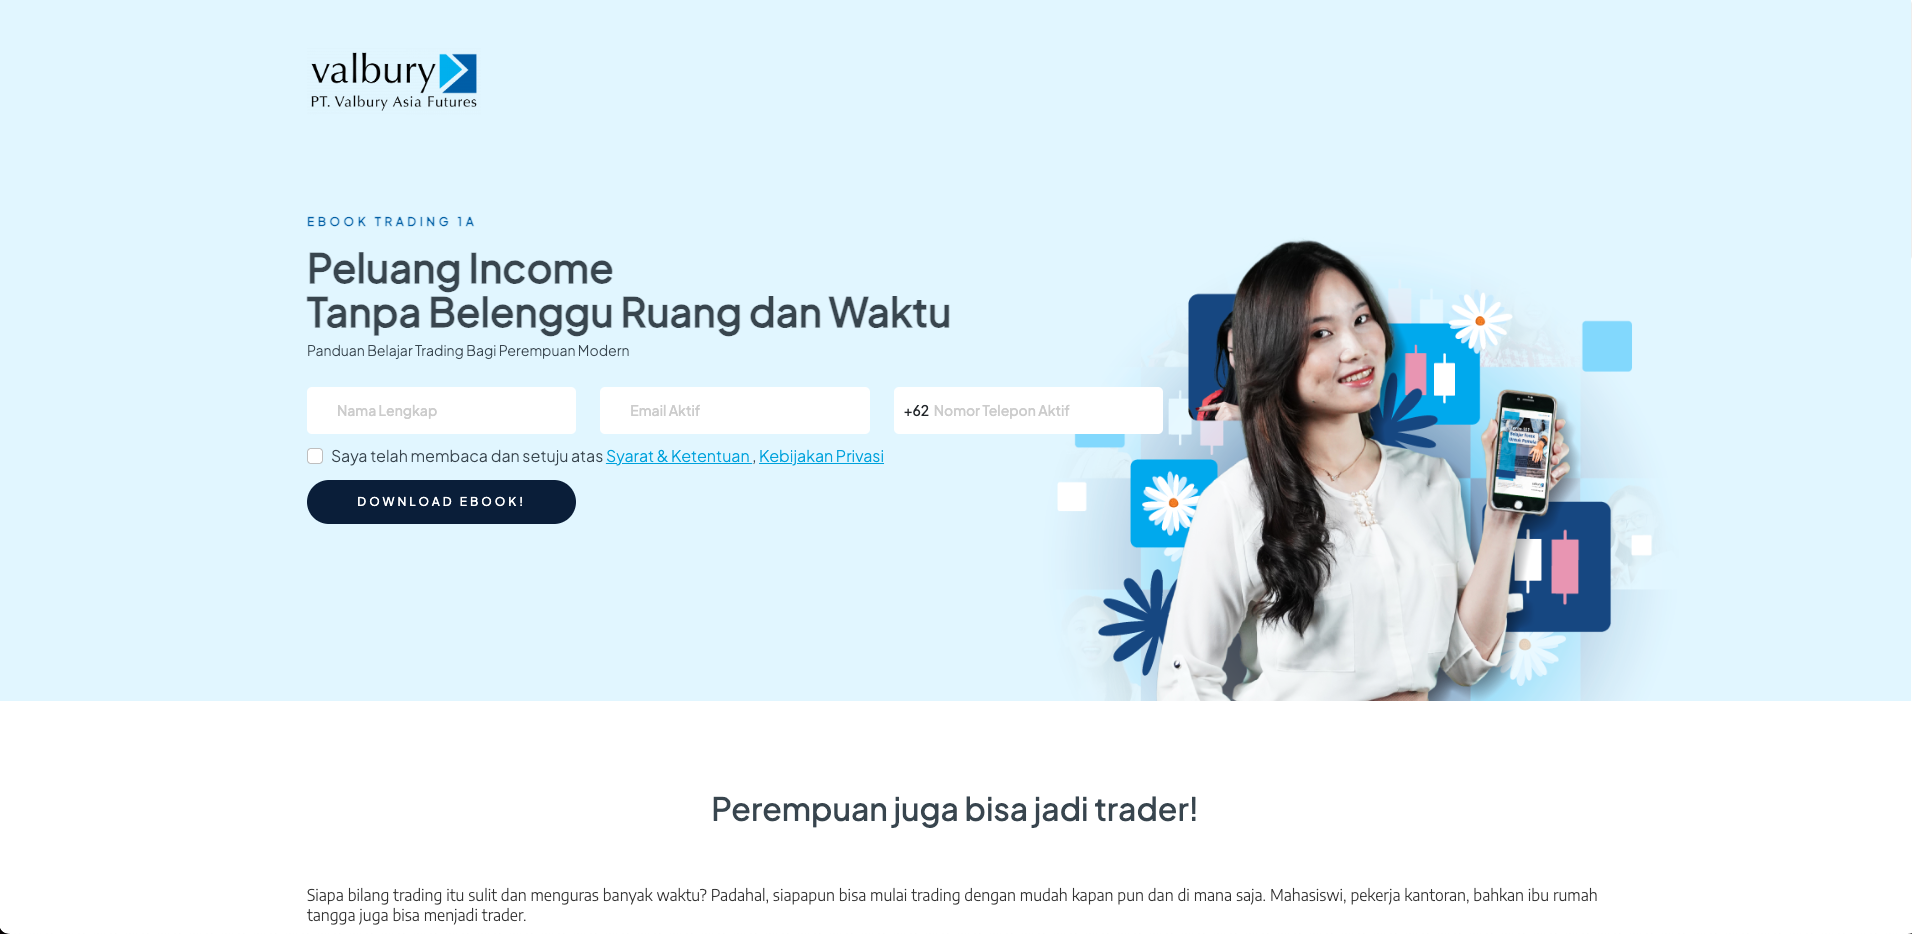 valbury
PT. Valbury Asia Futures
EBOOK TRADING 1A
Peluang Income
Tanpa Belenggu Ruang dan Waktu
Panduan Belajar Trading Bagi Perempuan Modern
Nama Lengkap
Email Aktif
+62 Nomor Telepon Aktif
Saya telah membaca dan setuju atas Syarat & Ketentuan , Kebijakan Privasi
DOWNLOAD EBOOK!
Perempuan juga bisa jadi trader!
Siapa bilang trading itu sulit dan menguras banyak waktu? Padahal, siapapun bisa mulai trading dengan mudah kapan pun dan di mana saja. Mahasiswi, pekerja kantoran, bahkan ibu rumah
tangga juga bisa menjadi trader.